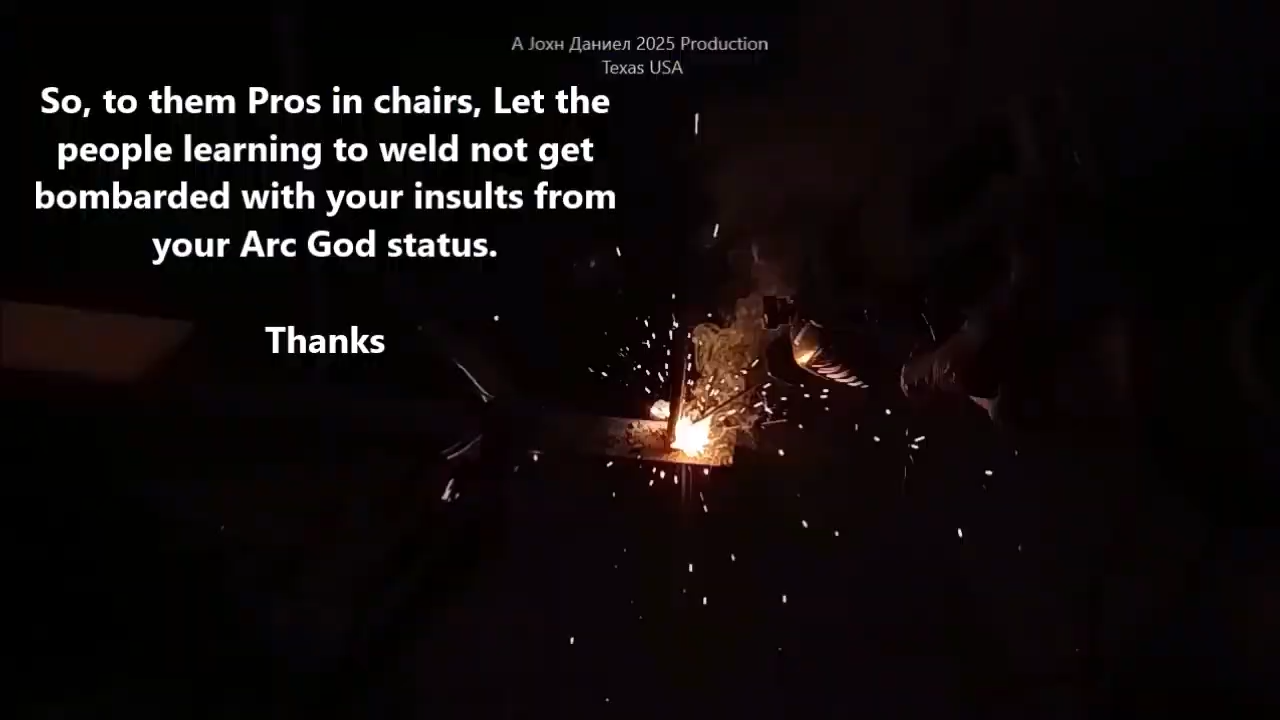 A Јохн Даниел 2025 Production
Texas USA
So, to them Pros in chairs, Let the
people learning to weld not get
bombarded with your insults from
your Arc God status.
Thanks